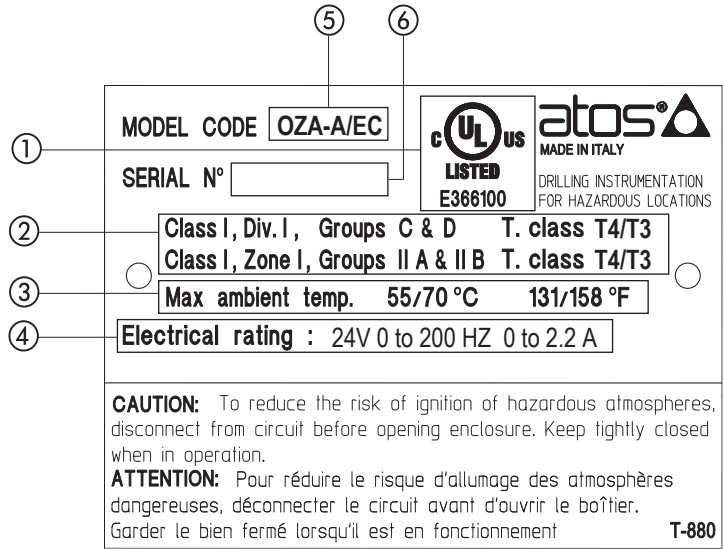 ⑤ ⑥
MODEL CODE OZA-A/EC
C UL US
LISTED
E366100
atos®
MADE IN ITALY
DRILLING INSTRUMENTATION
FOR HAZARDOUS LOCATIONS
①
SERIAL N°
②
Class I, Div. I, Groups C & D T. class T4/T3
Class I, Zone I, Groups II A & II B T. class T4/T3
③
Max ambient temp. 55/70 °C 131/158 °F
④
Electrical rating : 24V 0 to 200 HZ 0 to 2.2 A
CAUTION: To reduce the risk of ignition of hazardous atmospheres,
disconnect from circuit before opening enclosure. Keep tightly closed
when in operation.
ATTENTION: Pour réduire le risque d'allumage des atmosphères
dangereuses, déconnecter le circuit avant d'ouvrir le boîtier.
Garder le bien fermé lorsqu'il est en fonctionnement T-880